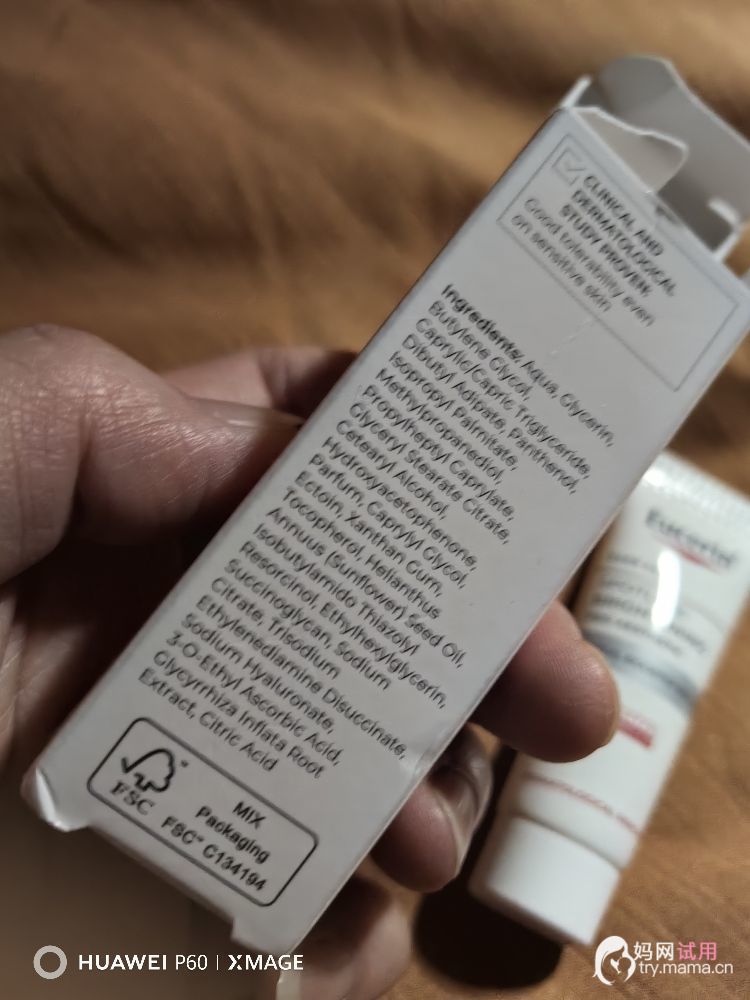 CLINICAL AND
DERMATOLOGICAL
STUDY PROVEN:
Good tolerability even
on sensitive skin
Ingredients: Aqua, Glycerin,
Butylene Glycol,
Caprylic/Capric Triglyceride,
Dibutyl Adipate, Panthenol,
Isopropyl Palmitate,
Methylpropanediol,
Propylheptyl Caprylate,
Glyceryl Stearate Citrate,
Cetearyl Alcohol,
Hydroxyacetophenone,
Parfum, Caprylyl Glycol,
Ectoin, Xanthan Gum,
Tocopherol, Helianthus
Annuus (Sunflower) Seed Oil,
Isobutylamido Thiazolyl
Resorcinol, Ethylhexylglycerin,
Succinoglycan, Sodium
Citrate, Trisodium
Ethylenediamine Disuccinate,
Sodium Hyaluronate,
3-O-Ethyl Ascorbic Acid,
Glycyrrhiza Inflata Root
Extract, Citric Acid
FSC
MIX
Packaging
FSC® C134194
Eucerin
HUAWEI P60 | XMAGE
妈网试用
try.mama.cn